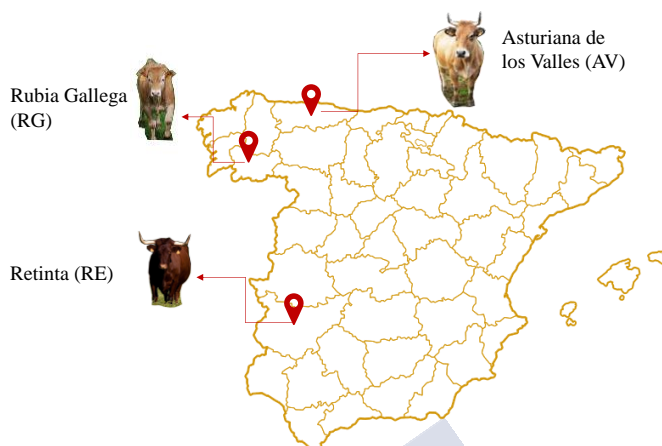 Asturiana de
los Valles (AV)
Rubia Gallega
(RG)
Retinta (RE)